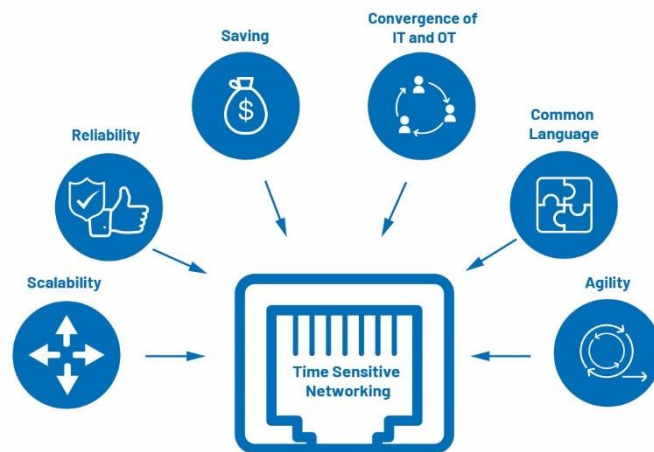 Saving
Convergence of
IT and OT
Reliability
Common
Language
Scalability
Agility
$
Time Sensitive
Networking